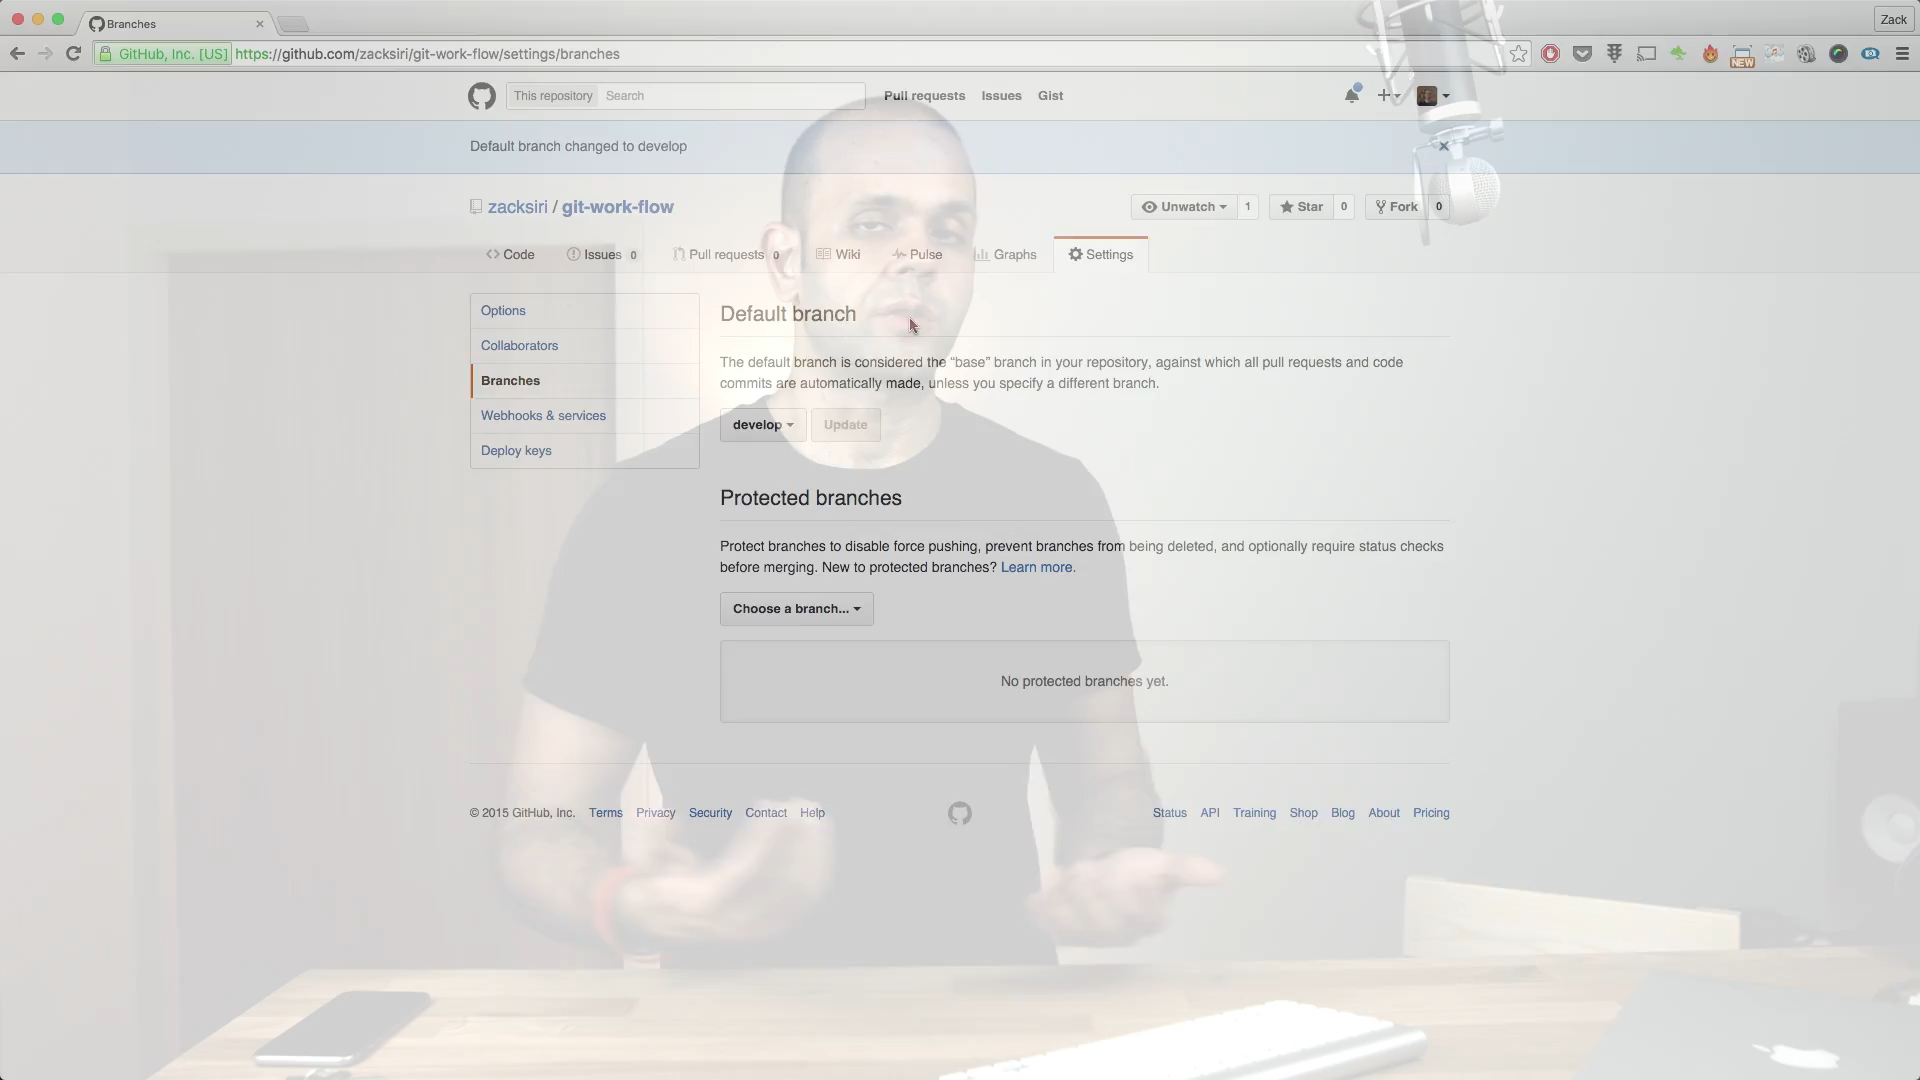 Branches
Zack
GitHub, Inc. [US] https://github.com/zacksiri/git-work-flow/settings/branches
NEW
This repository Search Pull requests Issues Gist
Default branch changed to develop
zacksiri / git-work-flow
Unwatch 1 Star 0 Fork 0
Code Issues 0 Pull requests 0 Wiki Pulse Graphs Settings
Options
Collaborators
Branches
Webhooks & services
Deploy keys
Default branch
The default branch is considered the “base” branch in your repository, against which all pull requests and code
commits are automatically made, unless you specify a different branch.
develop Update
Protected branches
Protect branches to disable force pushing, prevent branches from being deleted, and optionally require status checks
before merging. New to protected branches? Learn more.
Choose a branch...
No protected branches yet.
© 2015 GitHub, Inc. Terms Privacy Security Contact Help
Status API Training Shop Blog About Pricing